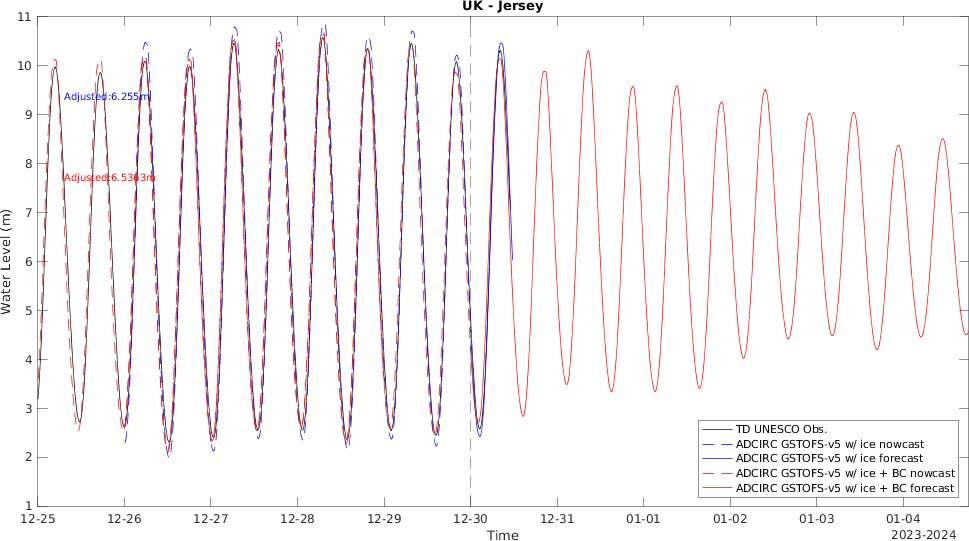 UK - Jersey
11
10
9
8
7
6
5
4
3
2
1
Water Level (m)
Adjusted:6.255m
Adjusted:6.5363m
TD UNESCO Obs.
ADCIRC GSTOFS-v5 w/ ice nowcast
ADCIRC GSTOFS-v5 w/ ice forecast
ADCIRC GSTOFS-v5 w/ ice + BC nowcast
ADCIRC GSTOFS-v5 w/ ice + BC forecast
12-25 12-26 12-27 12-28 12-29 12-30 12-31 01-01 01-02 01-03 01-04
Time
2023-2024